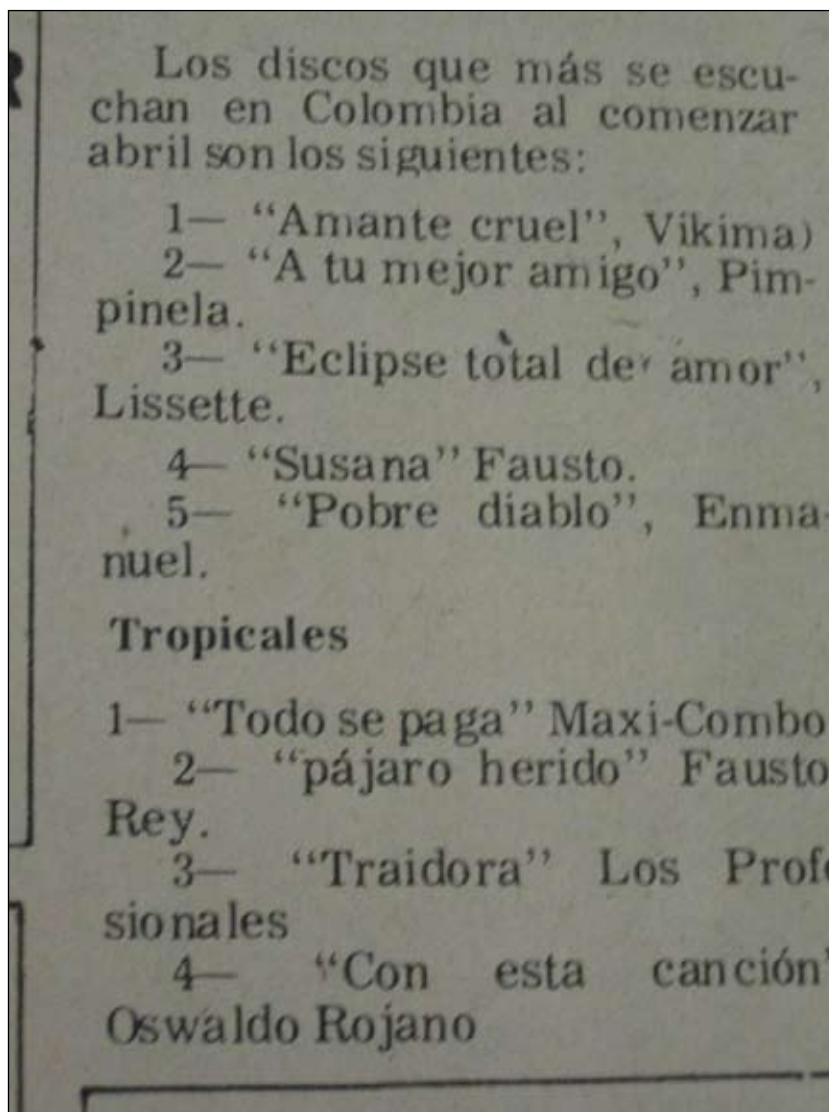 Los discos que más se escu-
chan en Colombia al comenzar
abril son los siguientes:
1— “Amante cruel”, Vikima)
2— “A tu mejor amigo”, Pim-
pinela.
3— “Eclipse total de amor”,
Lissette.
4— “Susana” Fausto.
5— “Pobre diablo”, Enma-
nuel.
Tropicales
1— “Todo se paga” Maxi-Combo
2— “pájaro herido” Fausto
Rey.
3— “Traidora” Los Profe
sionales
4— “Con esta canción”
Oswaldo Rojano